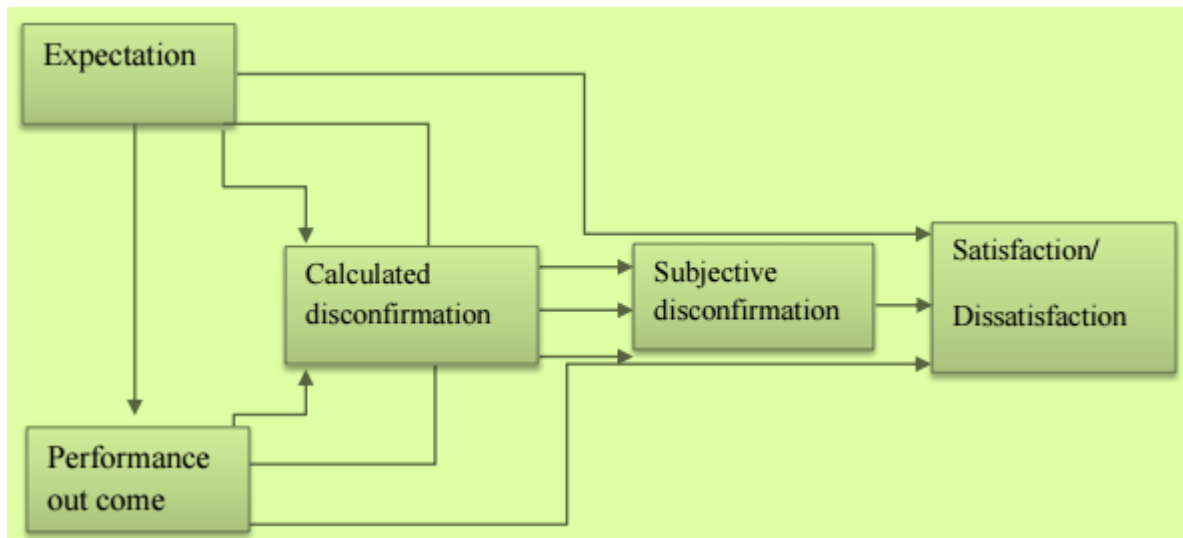 Expectation
Calculated
disconfirmation
Subjective
disconfirmation
Satisfaction/
Dissatisfaction
Performance
out come